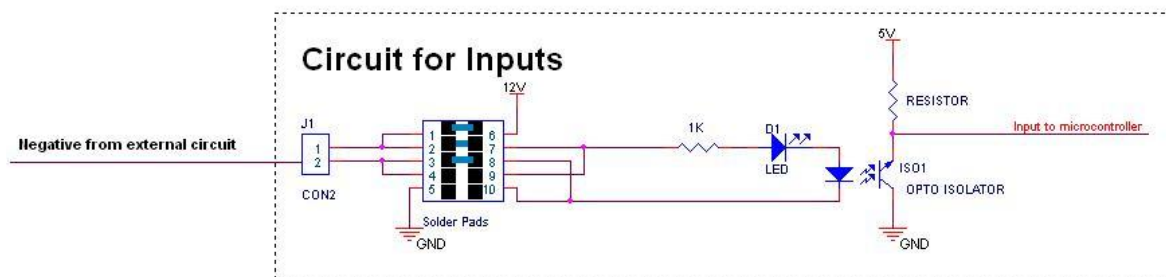 Circuit for Inputs
5V
12V
RESISTOR
J1
1K
D1
Input to microcontroller
Negative from external circuit
1
2
1
2
3
4
5
6
7
8
9
10
LED
ISO1
OPTO ISOLATOR
CON2
Solder Pads
GND
GND